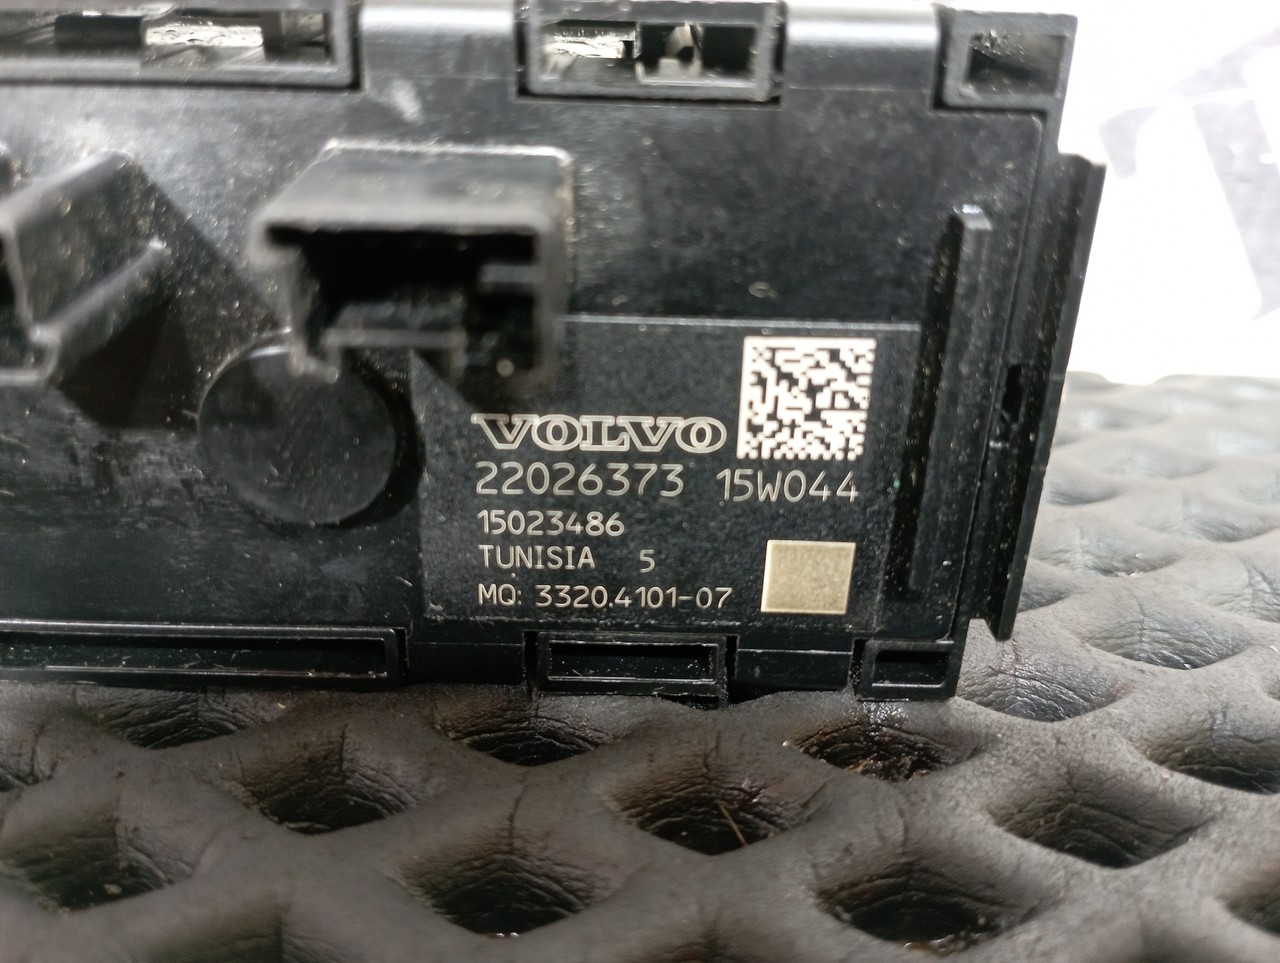 VOLVO
22026373 15W044
15023486
TUNISIA 5
MQ: 3320.4101-07